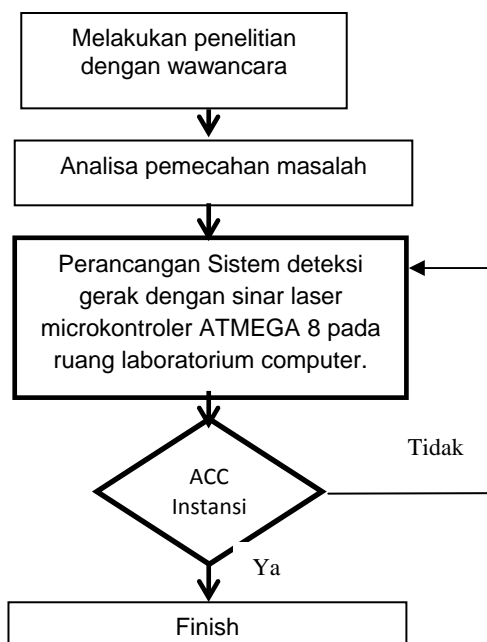 Melakukan penelitian
dengan wawancara
Analisa pemecahan masalah
Perancangan Sistem deteksi
gerak dengan sinar laser
microkontroler ATMEGA 8 pada
ruang laboratorium computer.
Tidak
ACC
Instansi
Ya
Finish